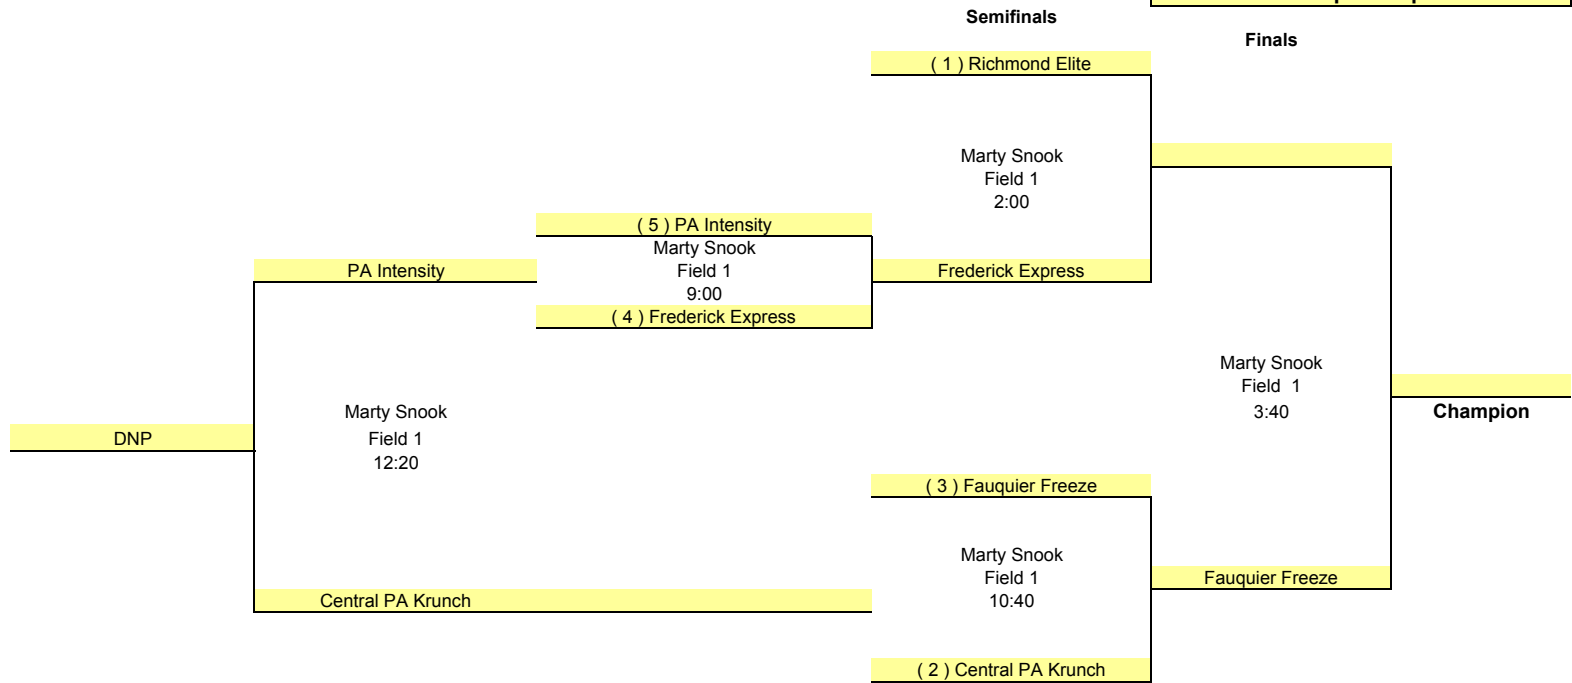 Semifinals
Finals
( 1 ) Richmond Elite
Marty Snook
Field 1
2:00
( 5 ) PA Intensity
Marty Snook
Field 1
9:00
( 4 ) Frederick Express
PA Intensity
Frederick Express
Marty Snook
Field 1
3:40
Champion
Marty Snook
Field 1
12:20
DNP
( 3 ) Fauquier Freeze
Marty Snook
Field 1
10:40
Fauquier Freeze
Central PA Krunch
( 2 ) Central PA Krunch